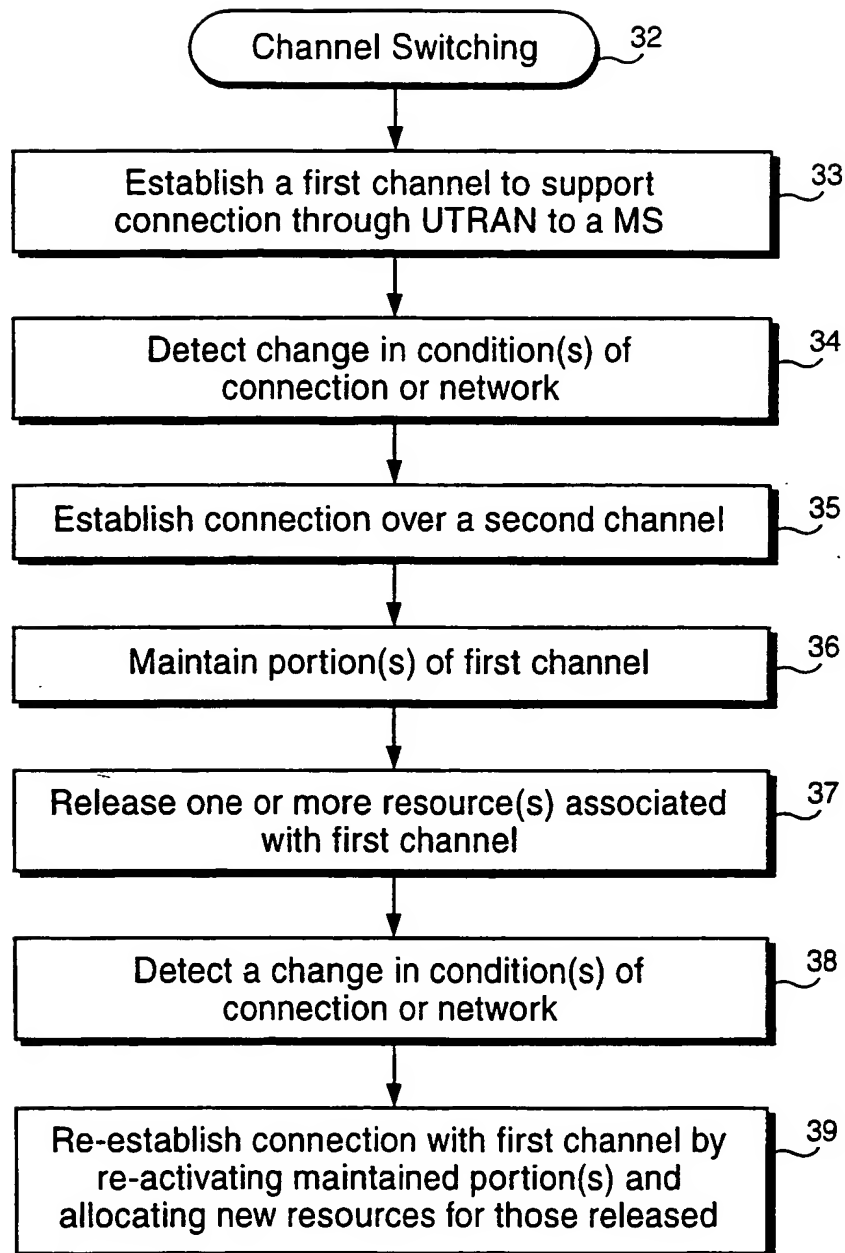 Channel Switching
32
Establish a first channel to support
connection through UTRAN to a MS
33
Detect change in condition(s) of
connection or network
34
Establish connection over a second channel
35
Maintain portion(s) of first channel
36
Release one or more resource(s) associated
with first channel
37
Detect a change in condition(s) of
connection or network
38
Re-establish connection with first channel by
re-activating maintained portion(s) and
allocating new resources for those released
39